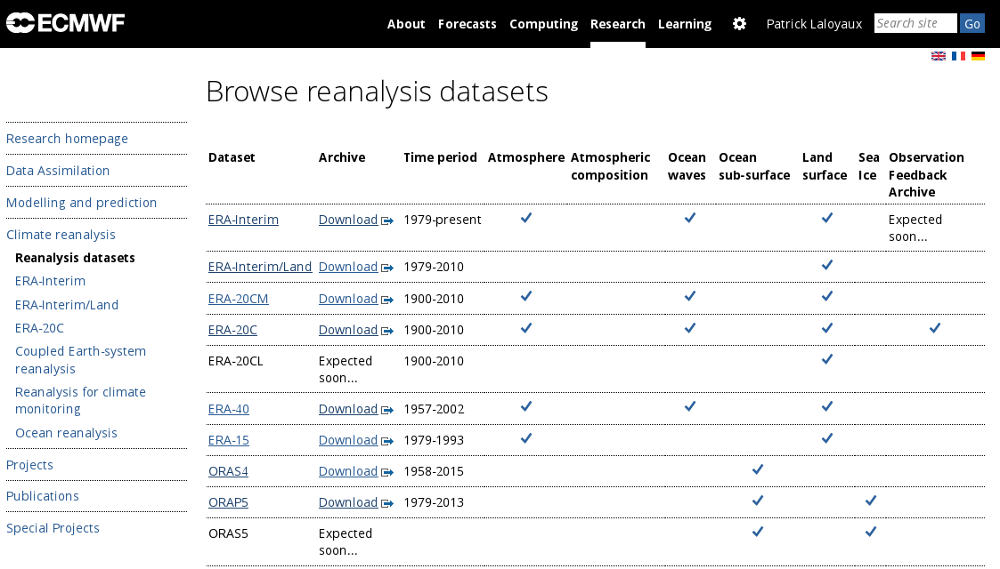 ECMWF
About Forecasts Computing Research Learning Patrick Laloyaux Search site Go
Browse reanalysis datasets
Research homepage
Data Assimilation
Modelling and prediction
Climate reanalysis
Reanalysis datasets
ERA-Interim
ERA-Interim/Land
ERA-20C
Coupled Earth-system
reanalysis
Reanalysis for climate
monitoring
Ocean reanalysis
Projects
Publications
Special Projects
Dataset Archive Time period Atmosphere Atmospheric Ocean Ocean Land Sea Observation
composition waves sub-surface surface Ice Feedback
Archive
ERA-Interim Download 1979-present ✓ ✓ ✓ Expected
soon...
ERA-Interim/Land Download 1979-2010 ✓
ERA-20CM Download 1900-2010 ✓ ✓ ✓
ERA-20C Download 1900-2010 ✓ ✓ ✓ ✓
ERA-20CL Expected 1900-2010 ✓
soon...
ERA-40 Download 1957-2002 ✓ ✓ ✓
ERA-15 Download 1979-1993 ✓ ✓
ORAS4 Download 1958-2015 ✓
ORAP5 Download 1979-2013 ✓ ✓
ORAS5 Expected ✓ ✓
soon...